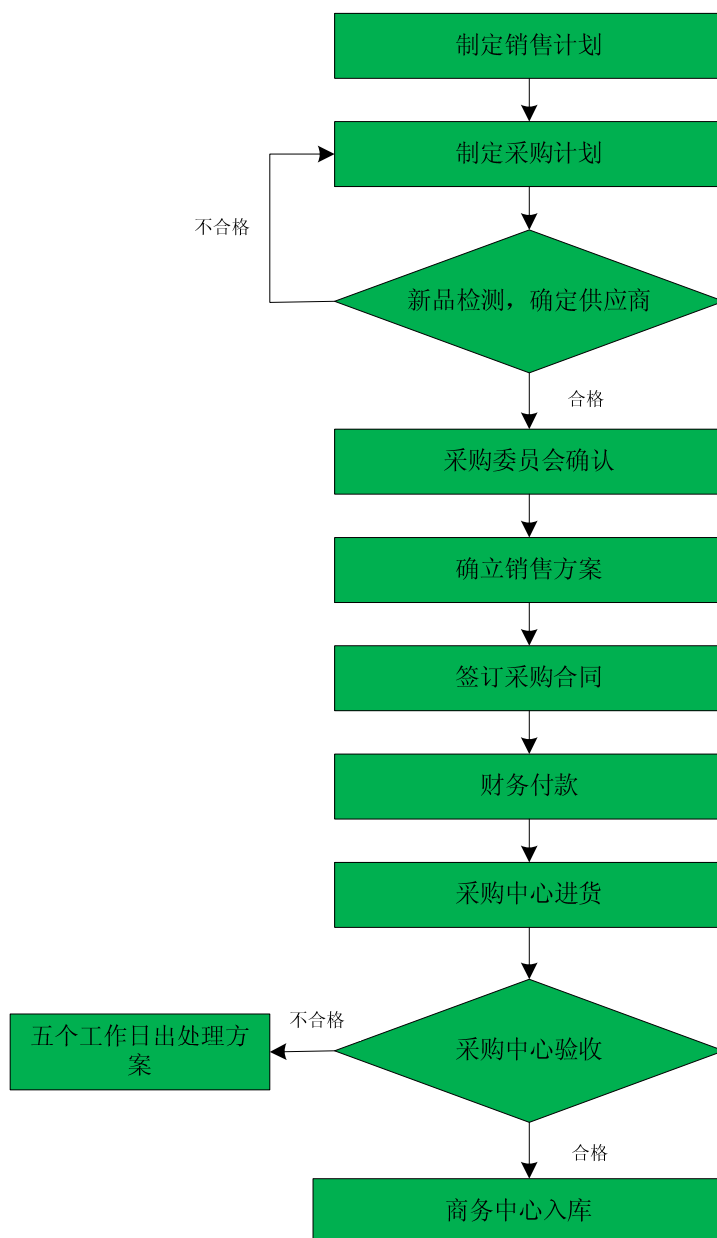 制定销售计划
制定采购计划
不合格
新品检测，确定供应商
合格
采购委员会确认
确立销售方案
签订采购合同
财务付款
采购中心进货
不合格
五个工作日出处理方
案
采购中心验收
合格
商务中心入库